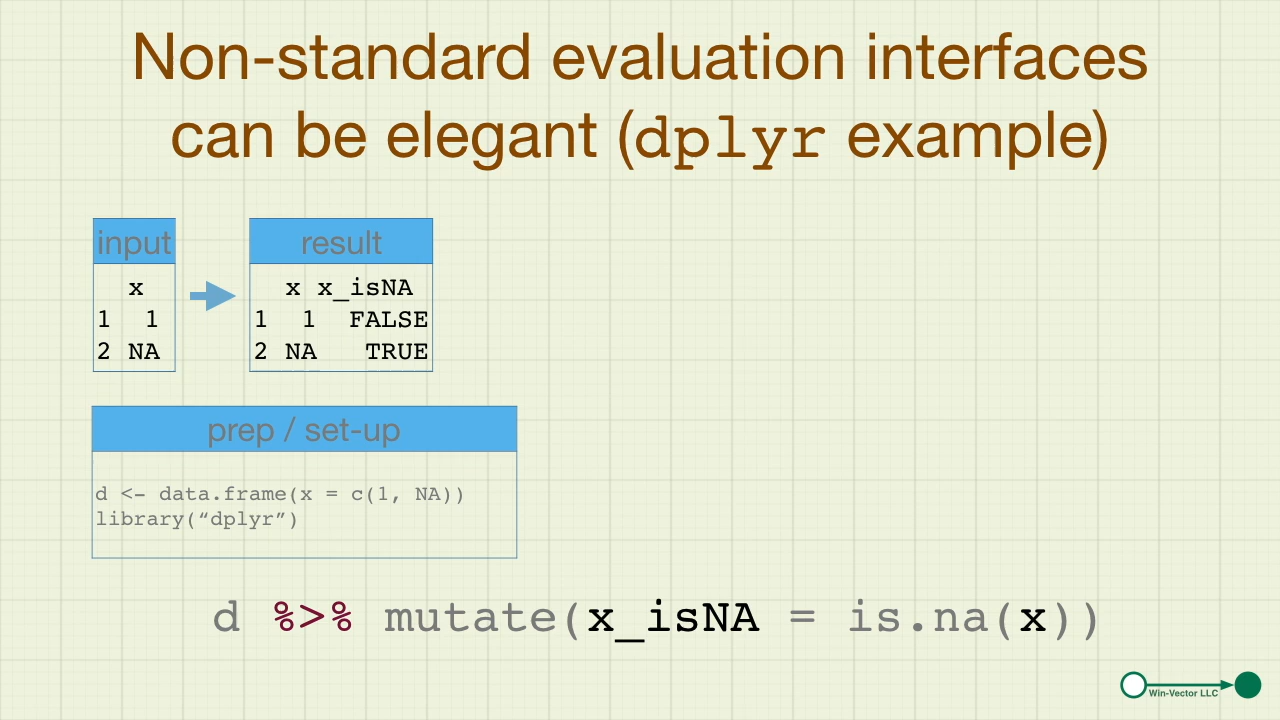 Non-standard evaluation interfaces
can be elegant (dplyr example)
input
x
1 1
2 NA
result
x x_isNA
1 1 FALSE
2 NA TRUE
prep / set-up
d <- data.frame(x = c(1, NA))
library(“dplyr”)
d %>% mutate(x_isNA = is.na(x))
Win-Vector LLC